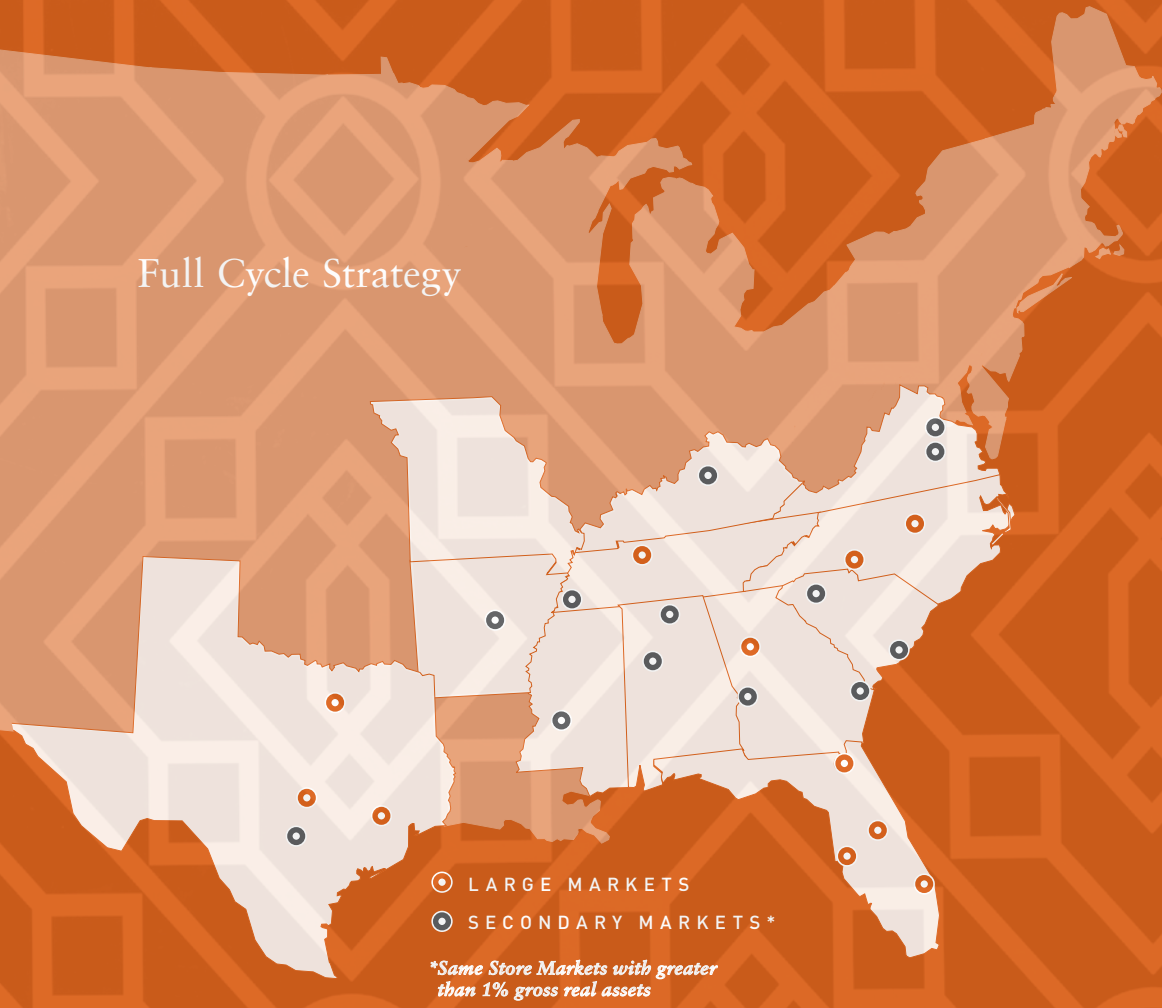 Full Cycle Strategy
LARGE MARKETS
SECONDARY MARKETS*
*Same Store Markets with greater
than 1% gross real assets